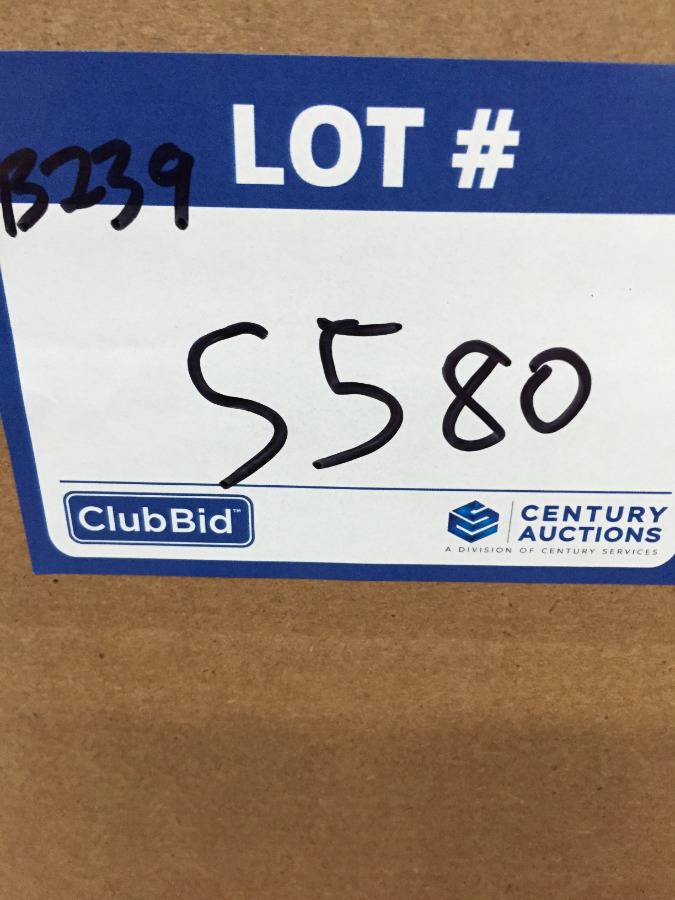 LOT #
B239
S580
ClubBid™
CENTURY
AUCTIONS
A DIVISION OF CENTURY SERVICES